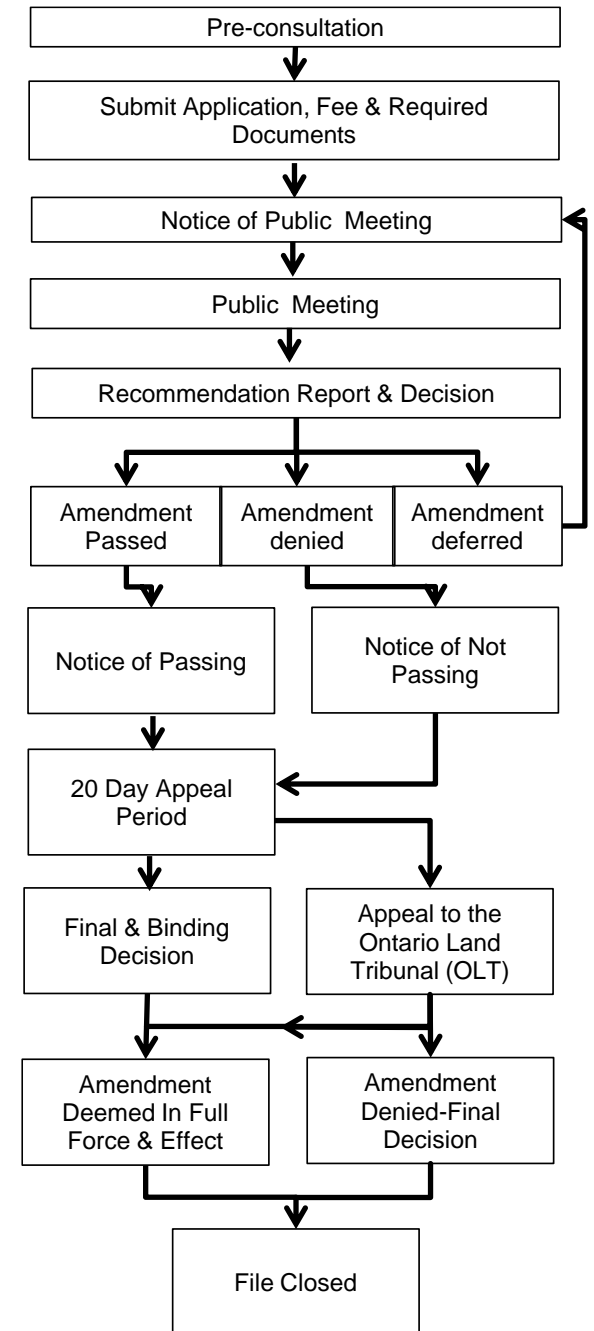 Pre-consultation
Submit Application, Fee & Required
Documents
Notice of Public Meeting
Public Meeting
Recommendation Report & Decision
Amendment
Passed
Amendment
denied
Amendment
deferred
Notice of Passing
Notice of Not
Passing
20 Day Appeal
Period
Final & Binding
Decision
Appeal to the
Ontario Land
Tribunal (OLT)
Amendment
Deemed In Full
Force & Effect
Amendment
Denied-Final
Decision
File Closed